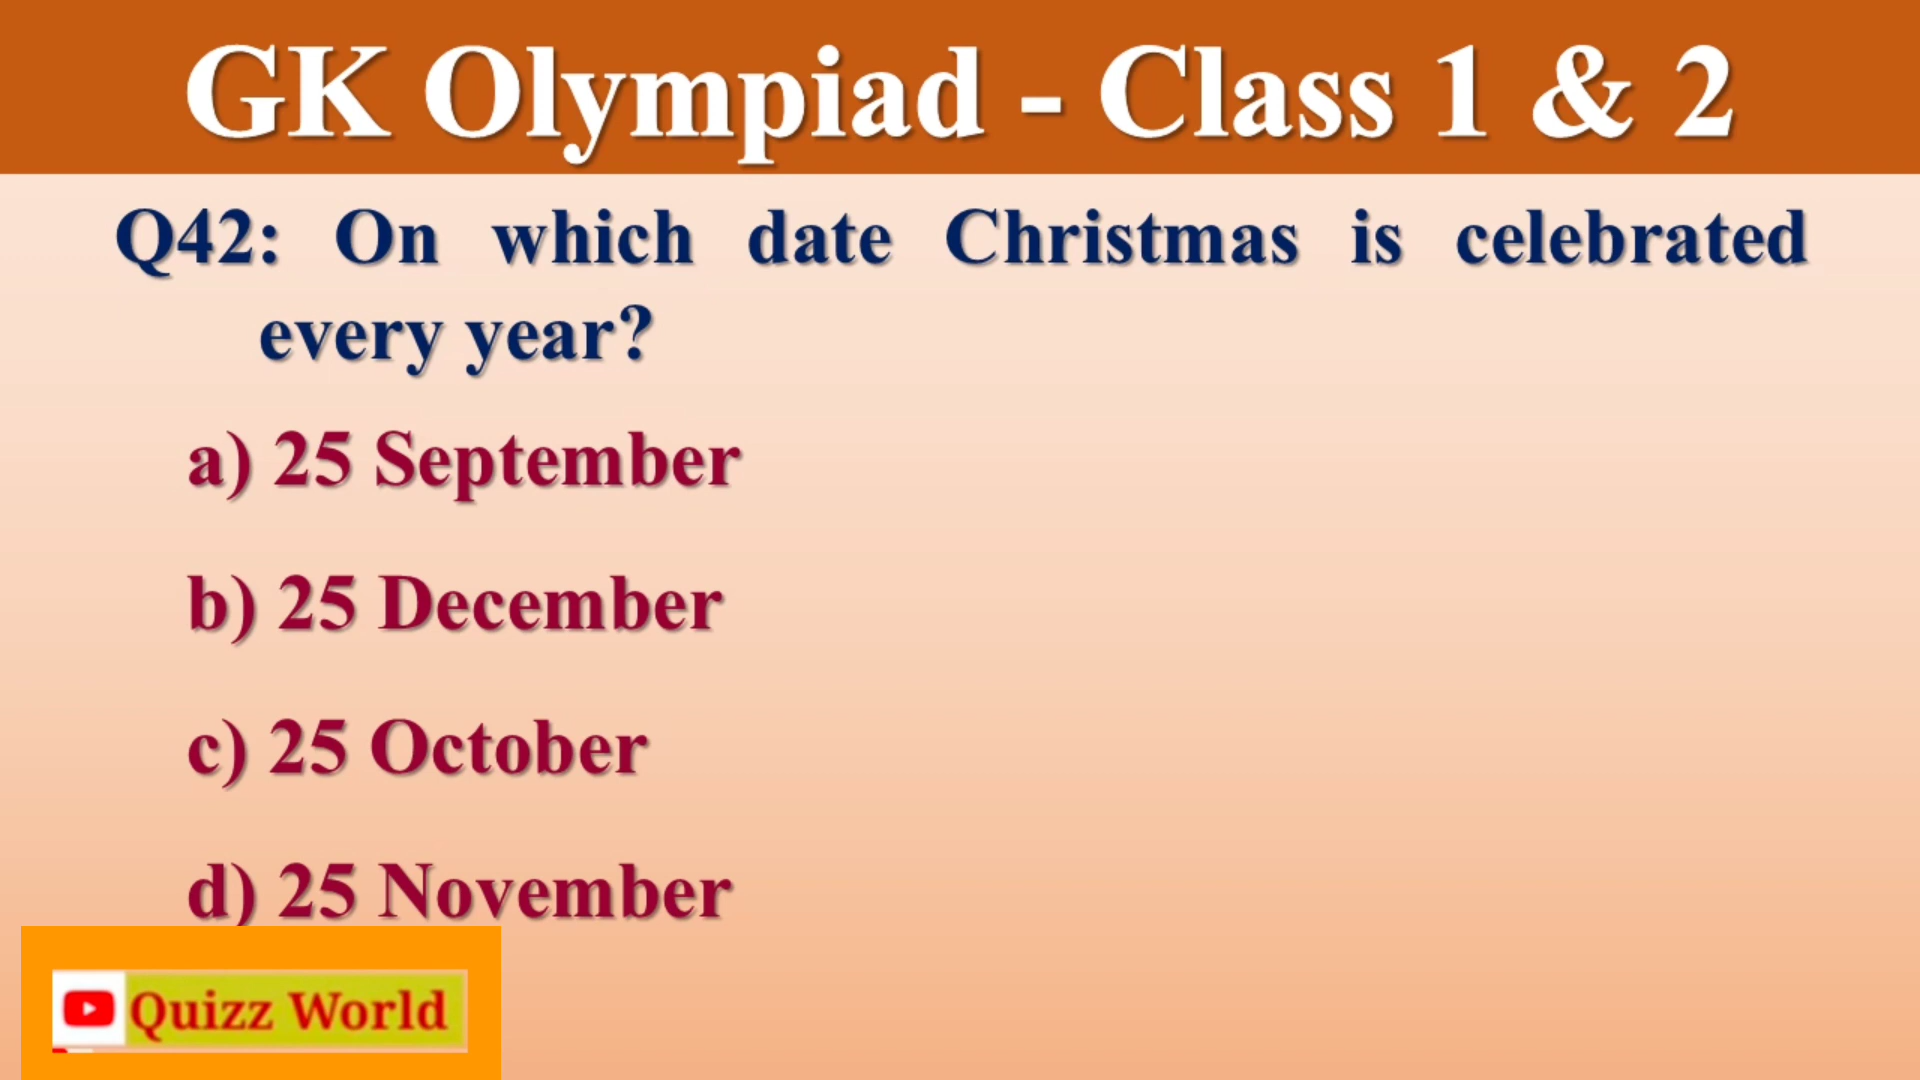 GK Olympiad - Class 1 & 2
Q42: On which date Christmas is celebrated
every year?
a) 25 September
b) 25 December
c) 25 October
d) 25 November
Quizz World